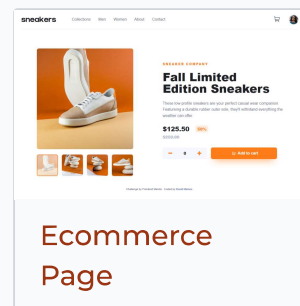 sneakers
Collections Men Women About Contact
SNEAKER COMPANY
Fall Limited
Edition Sneakers
These low-profile sneakers are your perfect casual wear companion.
Featuring a durable rubber outer sole, they'll withstand everything the
weather can offer.
$125.50 50%
− 0 +
Add to cart
Ecommerce
Page